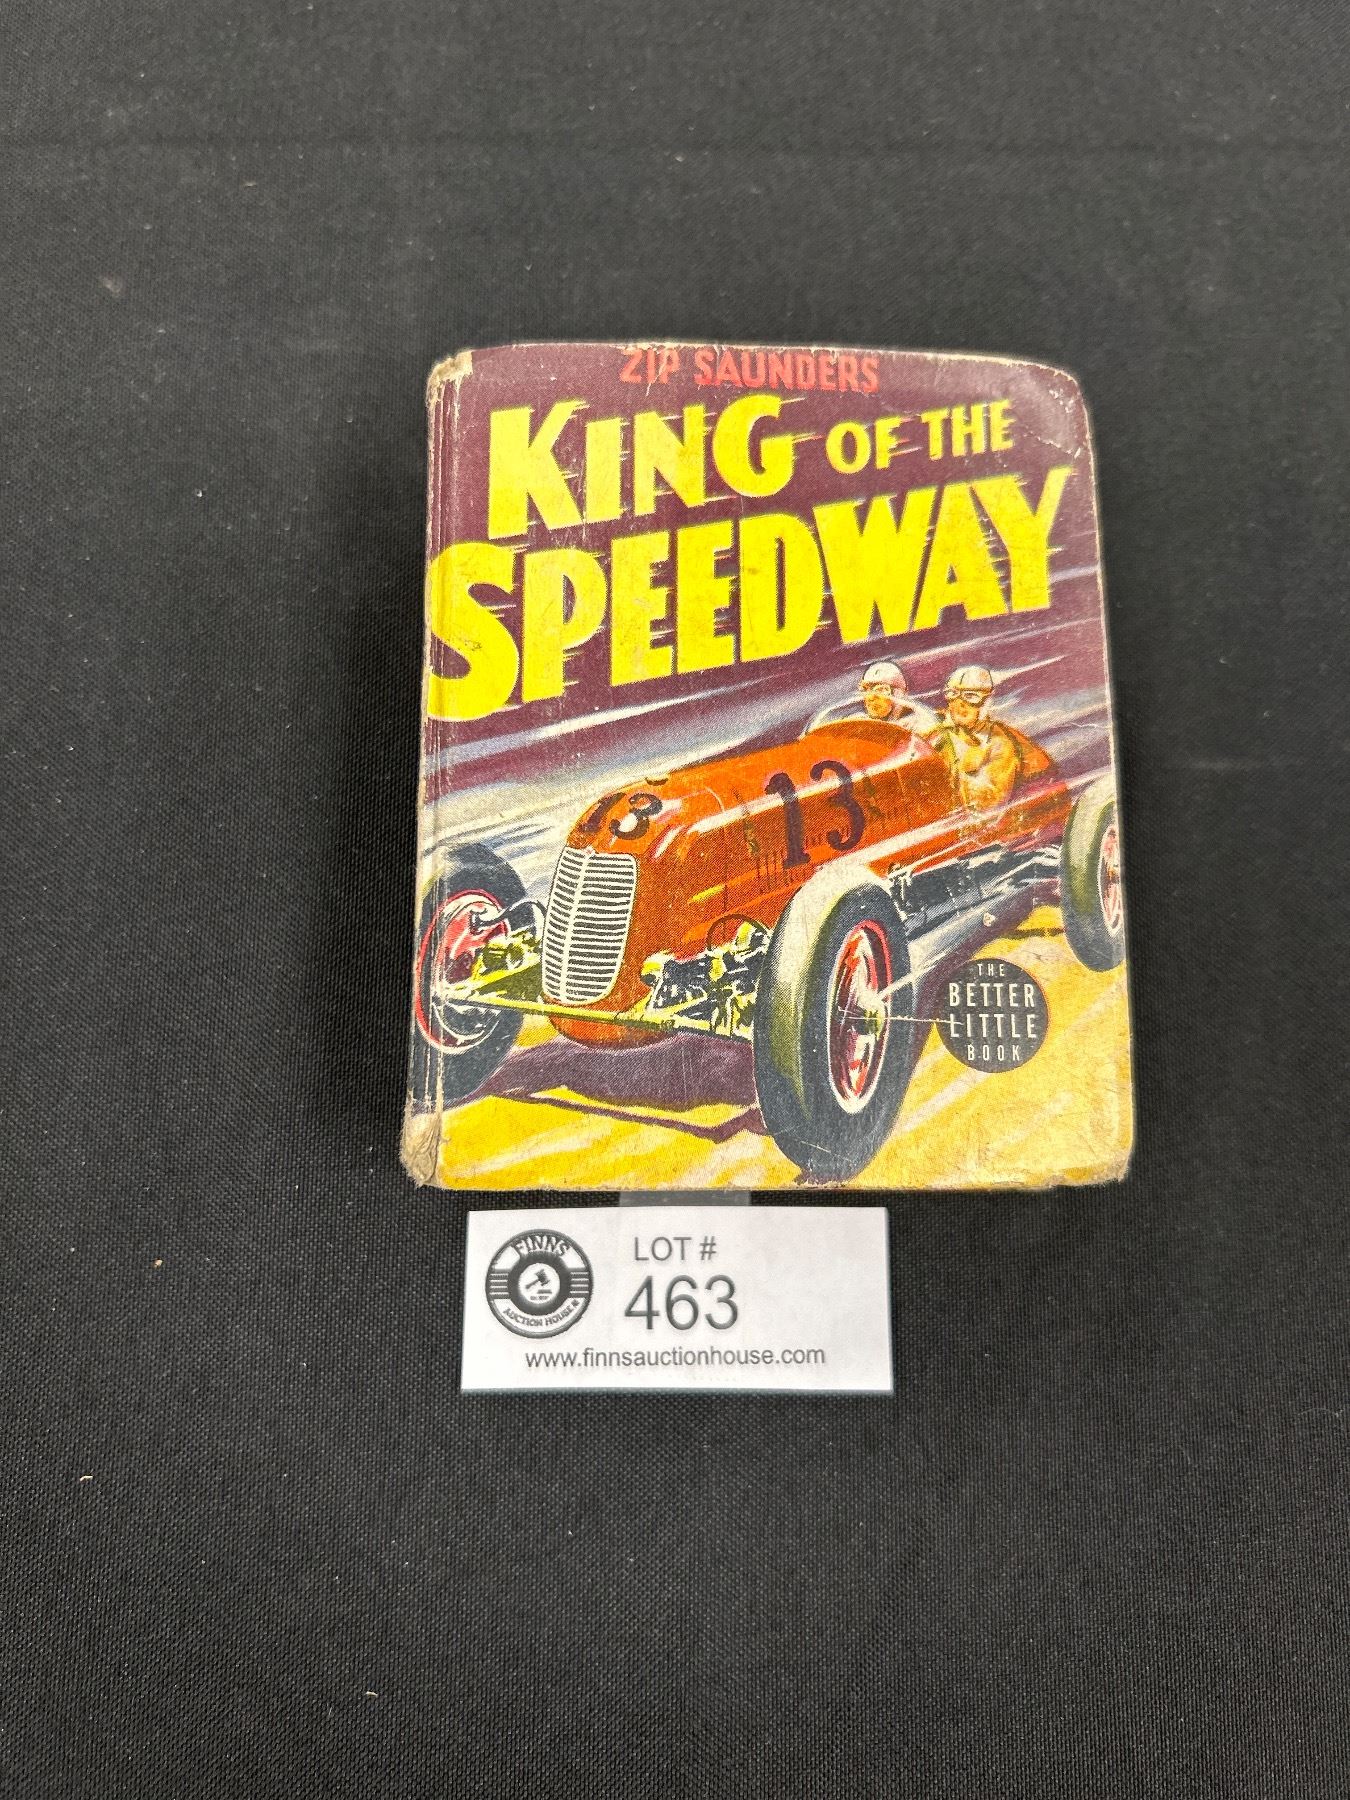 ZIP SAUNDERS
KING OF THE
SPEEDWAY
13
13
THE
BETTER
LITTLE
BOOK
FINNS
AUCTION HOUSE
LOT #
463
www.finnsauctionhouse.com